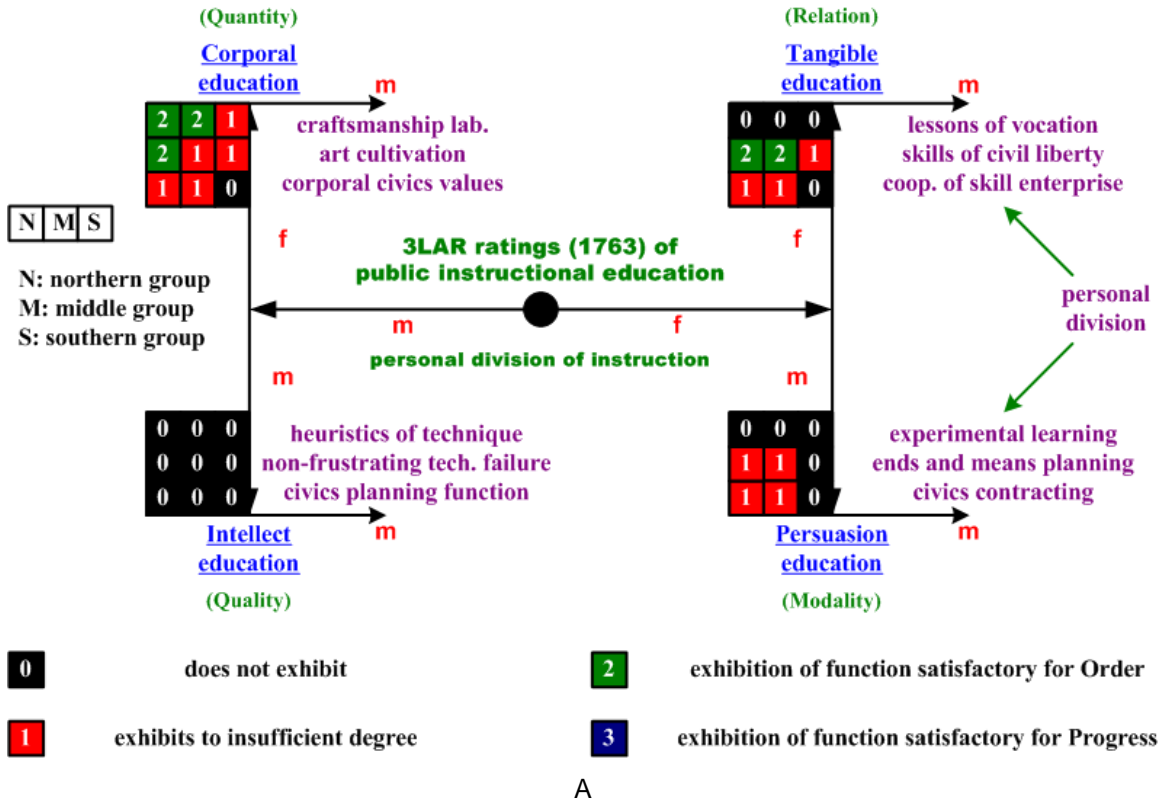 (Quantity)
Corporal
education
m
2 2 1
2 1 1
1 1 0
craftsmanship lab.
art cultivation
corporal civics values
f
(Relation)
Tangible
education
m
0 0 0
2 2 1
1 1 0
lessons of vocation
skills of civil liberty
coop. of skill enterprise
f
N M S
N: northern group
M: middle group
S: southern group
3LAR ratings (1763) of
public instructional education
m f
personal division of instruction
personal
division
m
0 0 0
0 0 0
0 0 0
heuristics of technique
non-frustrating tech. failure
civics planning function
m
Intellect
education
(Quality)
m
0 0 0
1 1 0
1 1 0
experimental learning
ends and means planning
civics contracting
m
Persuasion
education
(Modality)
0 does not exhibit
2 exhibition of function satisfactory for Order
1 exhibits to insufficient degree
3 exhibition of function satisfactory for Progress
A